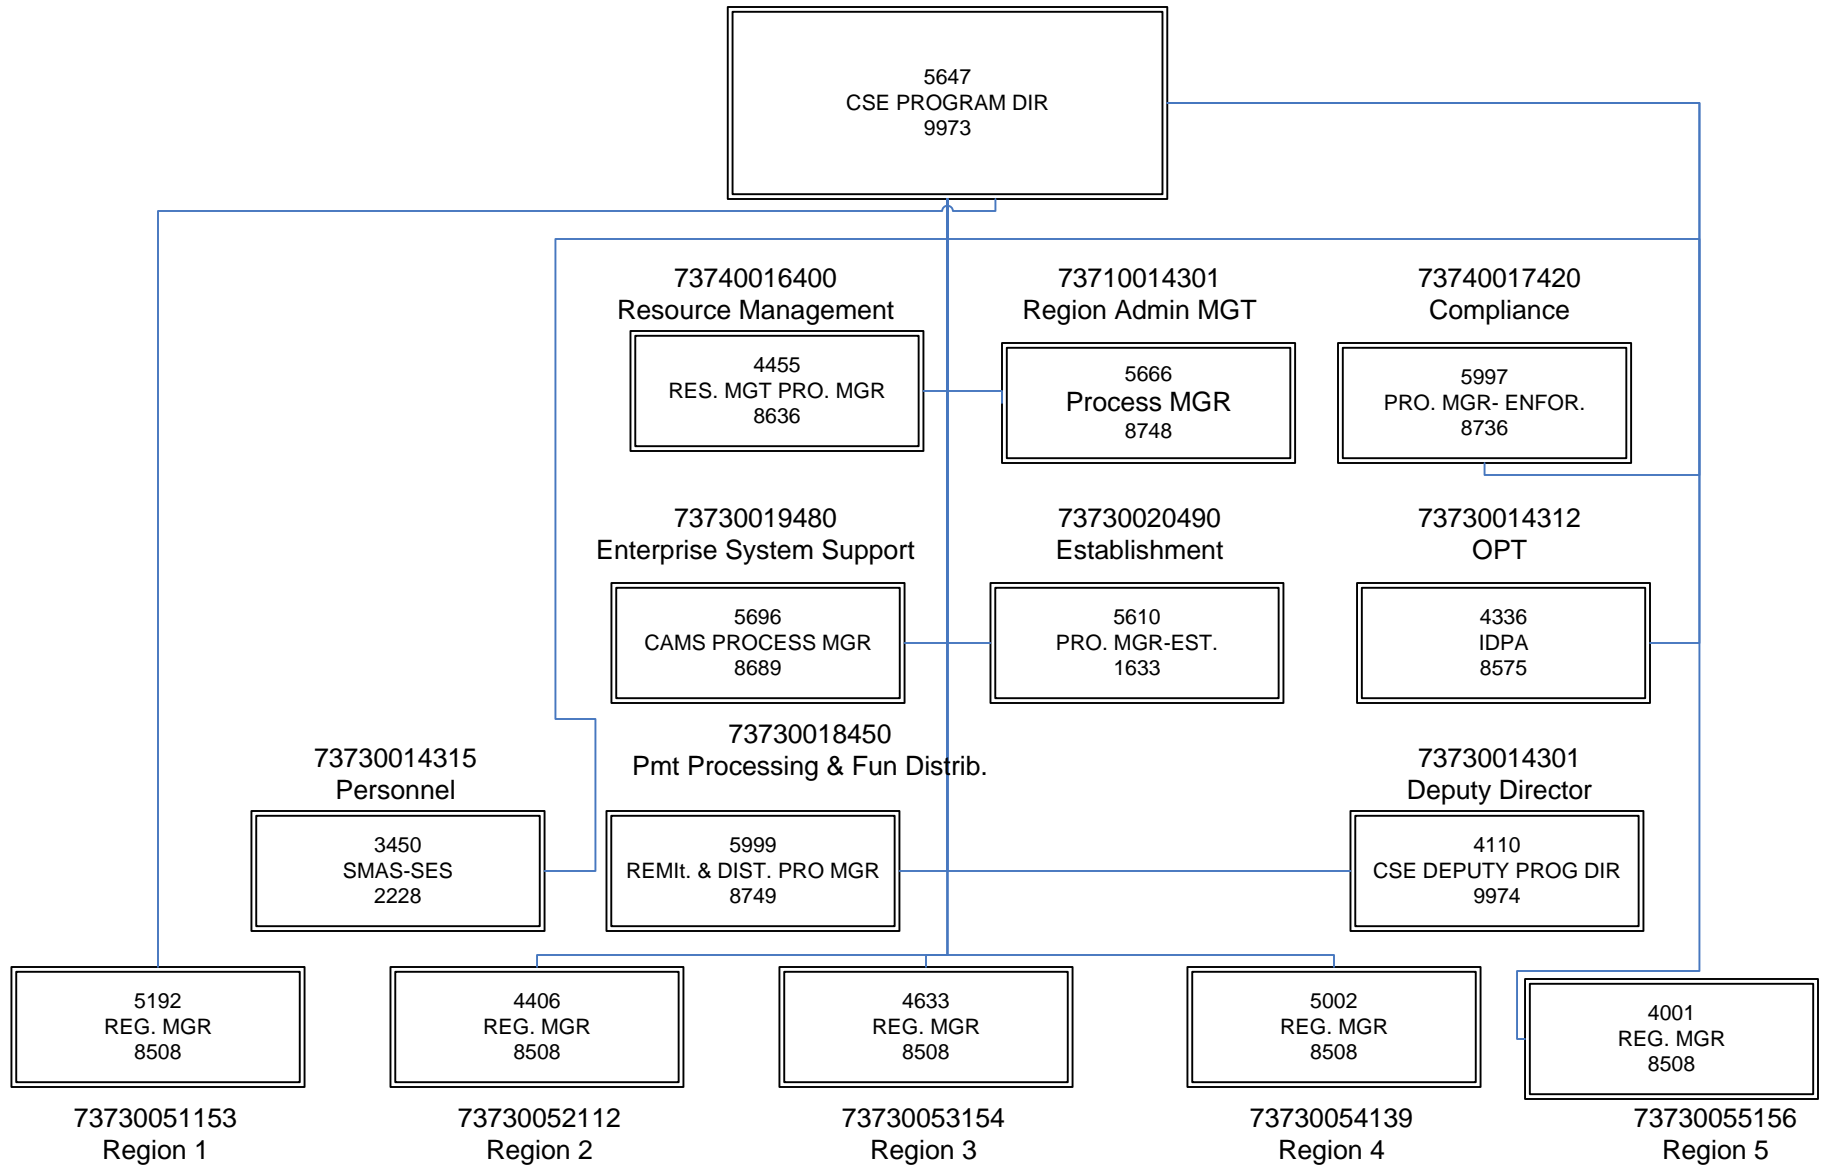 5647
CSE PROGRAM DIR
9973
73740016400
Resource Management
4455
RES. MGT PRO. MGR
8636
73710014301
Region Admin MGT
5666
Process MGR
8748
73740017420
Compliance
5997
PRO. MGR- ENFOR.
8736
73730019480
Enterprise System Support
5696
CAMS PROCESS MGR
8689
73730020490
Establishment
5610
PRO. MGR-EST.
1633
73730014312
OPT
4336
IDPA
8575
73730014315
Personnel
3450
SMAS-SES
2228
73730018450
Pmt Processing & Fun Distrib.
5999
REMIt. & DIST. PRO MGR
8749
73730014301
Deputy Director
4110
CSE DEPUTY PROG DIR
9974
5192
REG. MGR
8508
73730051153
Region 1
4406
REG. MGR
8508
73730052112
Region 2
4633
REG. MGR
8508
73730053154
Region 3
5002
REG. MGR
8508
73730054139
Region 4
4001
REG. MGR
8508
73730055156
Region 5